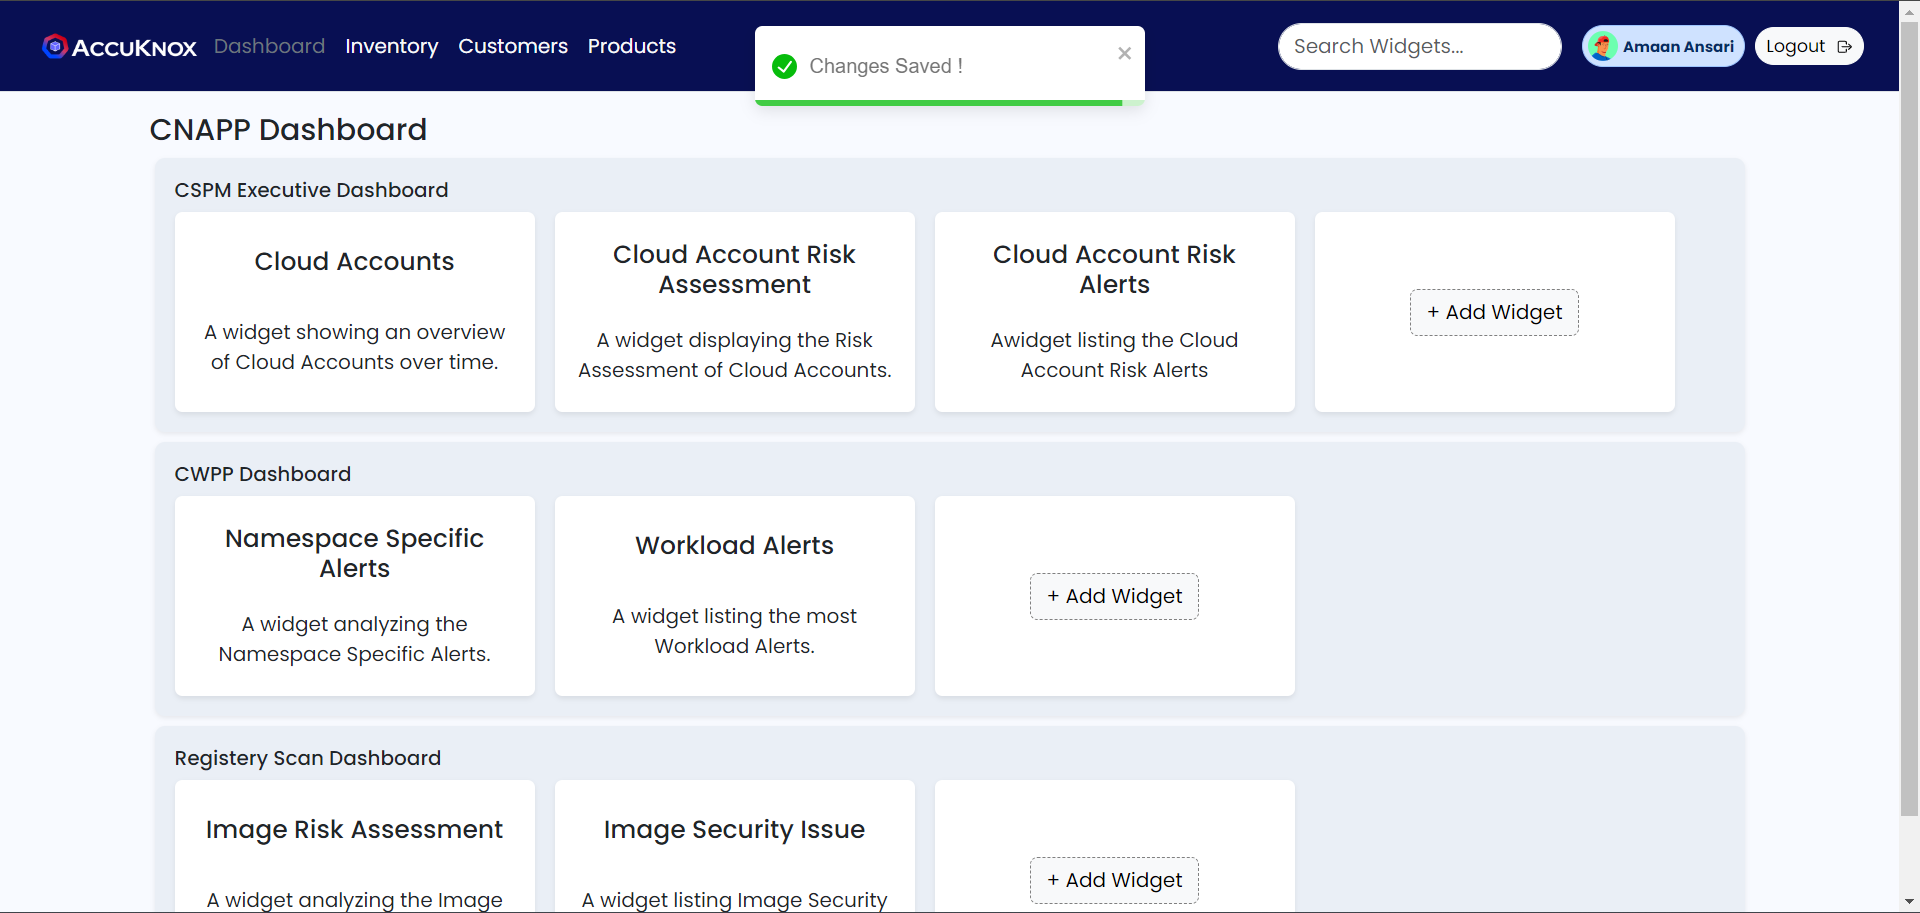 ACCUKNOX Dashboard Inventory Customers Products
Changes Saved !
Search Widgets...
Amaan Ansari
Logout
CNAPP Dashboard
CSPM Executive Dashboard
Cloud Accounts
A widget showing an overview
of Cloud Accounts over time.
Cloud Account Risk
Assessment
A widget displaying the Risk
Assessment of Cloud Accounts.
Cloud Account Risk
Alerts
Awidget listing the Cloud
Account Risk Alerts
+ Add Widget
CWPP Dashboard
Namespace Specific
Alerts
A widget analyzing the
Namespace Specific Alerts.
Workload Alerts
A widget listing the most
Workload Alerts.
+ Add Widget
Registery Scan Dashboard
Image Risk Assessment
A widget analyzing the Image
Image Security Issue
A widget listing Image Security
+ Add Widget